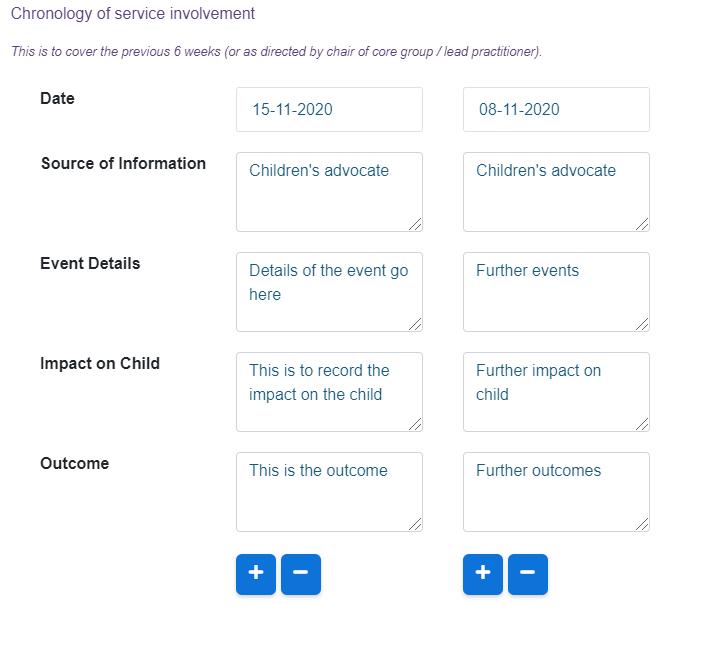 Chronology of service involvement
This is to cover the previous 6 weeks (or as directed by chair of core group / lead practitioner).
Date
15-11-2020
08-11-2020
Source of Information
Children's advocate
Children's advocate
Event Details
Details of the event go
here
Further events
Impact on Child
This is to record the
impact on the child
Further impact on
child
Outcome
This is the outcome
Further outcomes
+ −
+ −